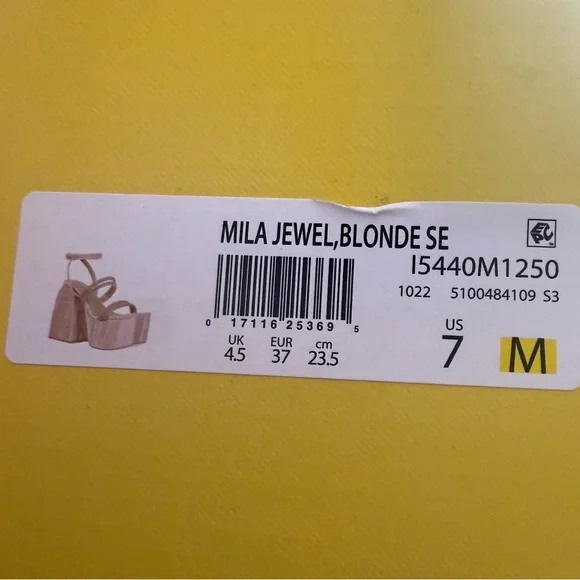 MILA JEWEL,BLONDE SE
I5440M1250
1022 5100484109 S3
0 17116 25369 5
UK EUR cm
4.5 37 23.5
US
7 M